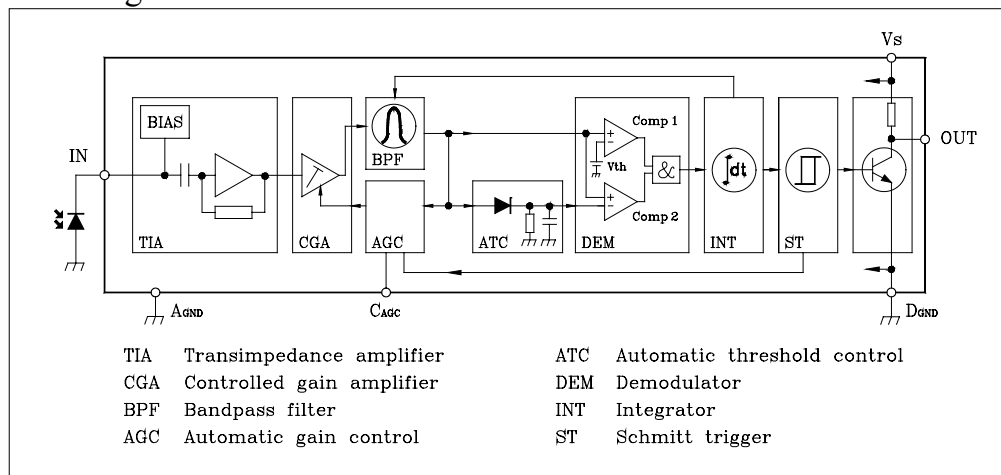 Vs
BIAS
Comp 1
IN
BPF
Vth
&
∫dt
OUT
Comp 2
TIA
CGA
AGC
ATC
DEM
INT
ST
AGND
CAGC
DGND
TIA Transimpedance amplifier
CGA Controlled gain amplifier
BPF Bandpass filter
AGC Automatic gain control
ATC Automatic threshold control
DEM Demodulator
INT Integrator
ST Schmitt trigger